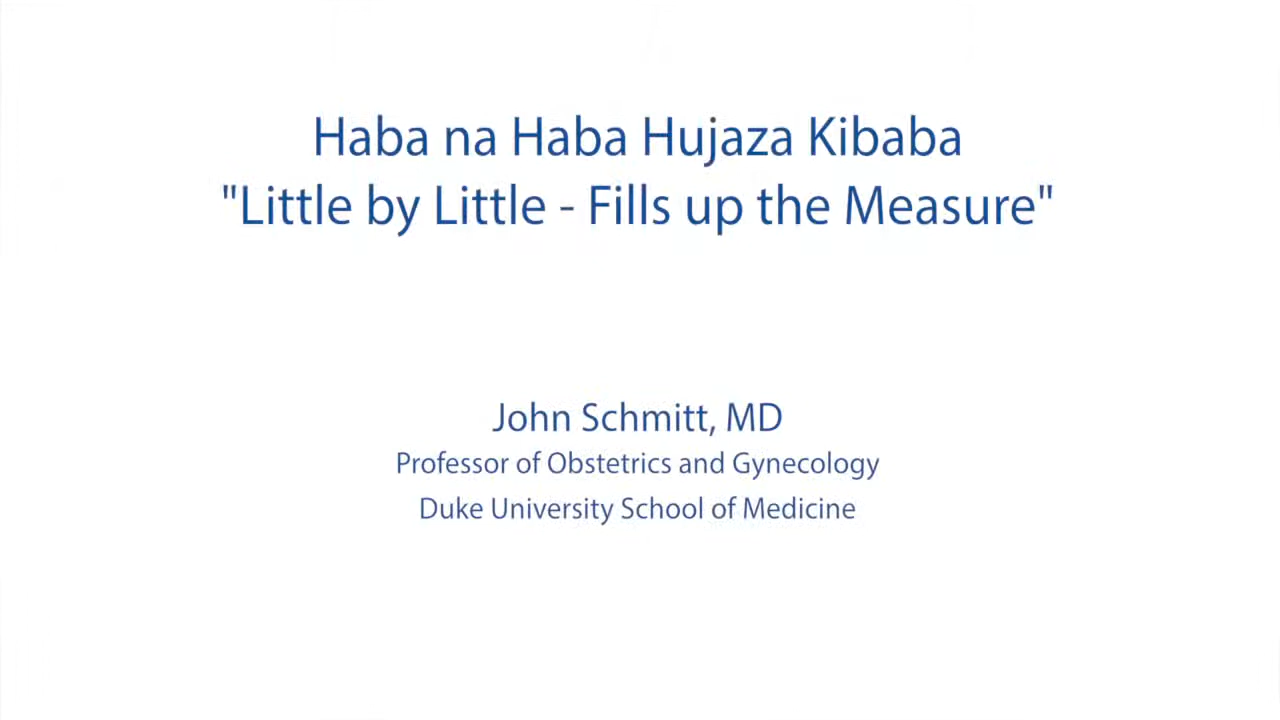 Haba na Haba Hujaza Kibaba
"Little by Little - Fills up the Measure"
John Schmitt, MD
Professor of Obstetrics and Gynecology
Duke University School of Medicine